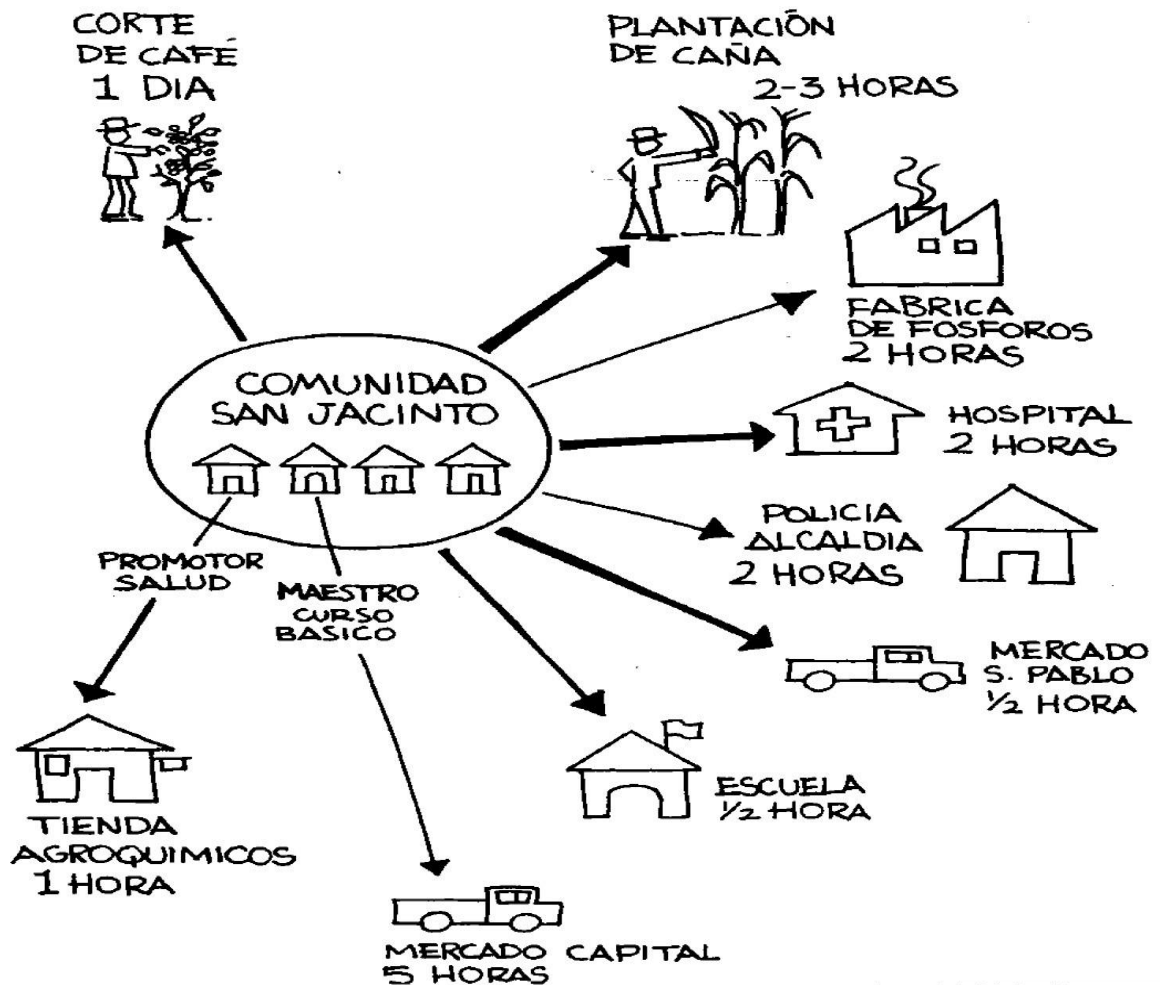 CORTE
DE CAFÉ
1 DIA
PLANTACIÓN
DE CAÑA
2-3 HORAS
FABRICA
DE FOSFOROS
2 HORAS
COMUNIDAD
SAN JACINTO
HOSPITAL
2 HORAS
POLICIA
ALCALDIA
2 HORAS
PROMOTOR
SALUD
MAESTRO
CURSO
BASICO
MERCADO
S. PABLO
1/2 HORA
ESCUELA
1/2 HORA
TIENDA
AGROQUIMICOS
1 HORA
MERCADO CAPITAL
5 HORAS